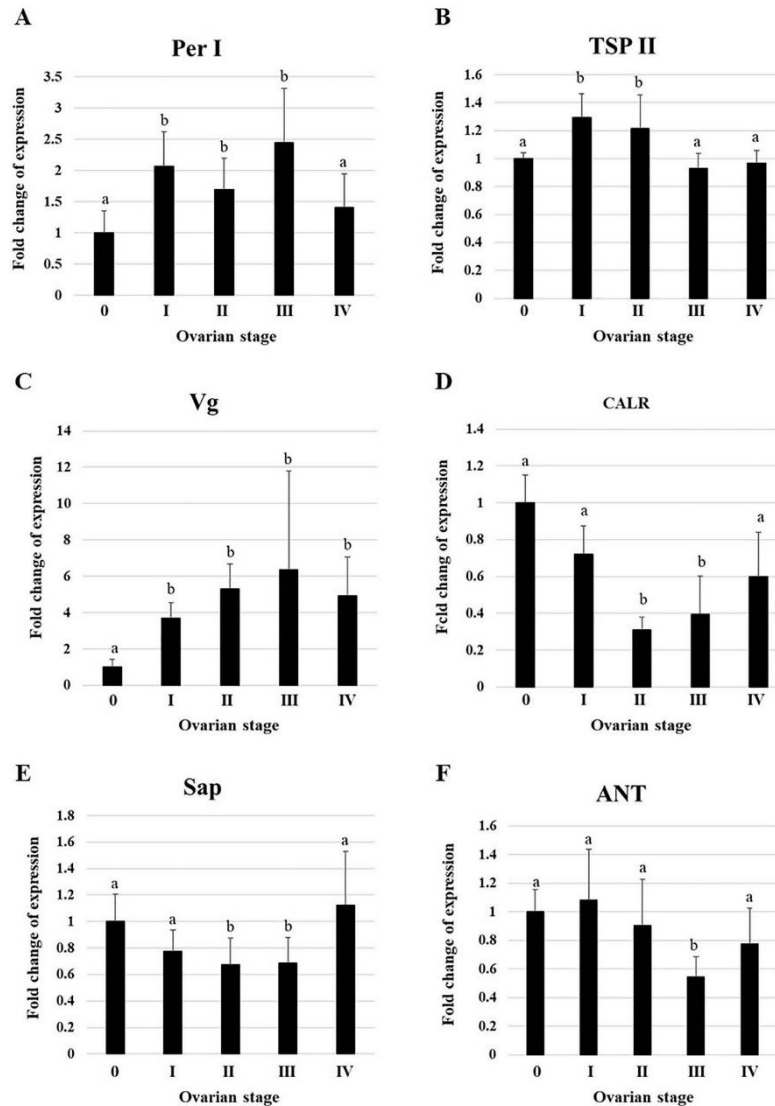 A
Per I
Fold change of expression
3.5
3
2.5
2
1.5
1
0.5
0
a
b
b
b
a
0 I II III IV
Ovarian stage
B
TSP II
Fold change of expression
1.6
1.4
1.2
1
0.8
0.6
0.4
0.2
0
a
b
b
a
a
0 I II III IV
Ovarian stage
C
Vg
Fold change of expression
14
12
10
8
6
4
2
0
a
b
b
b
b
0 I II III IV
Ovarian stage
D
CALR
Fcld chang of expression
1.4
1.2
1
0.8
0.6
0.4
0.2
0
a
a
b
b
a
0 I II III IV
Ovarian stage
E
Sap
Fold change of expression
1.8
1.6
1.4
1.2
1
0.8
0.6
0.4
0.2
0
a
a
b
b
a
0 I II III IV
Ovarian stage
F
ANT
Fold change of expression
1.6
1.4
1.2
1
0.8
0.6
0.4
0.2
0
a
a
a
b
a
0 I II III IV
Ovarian stage